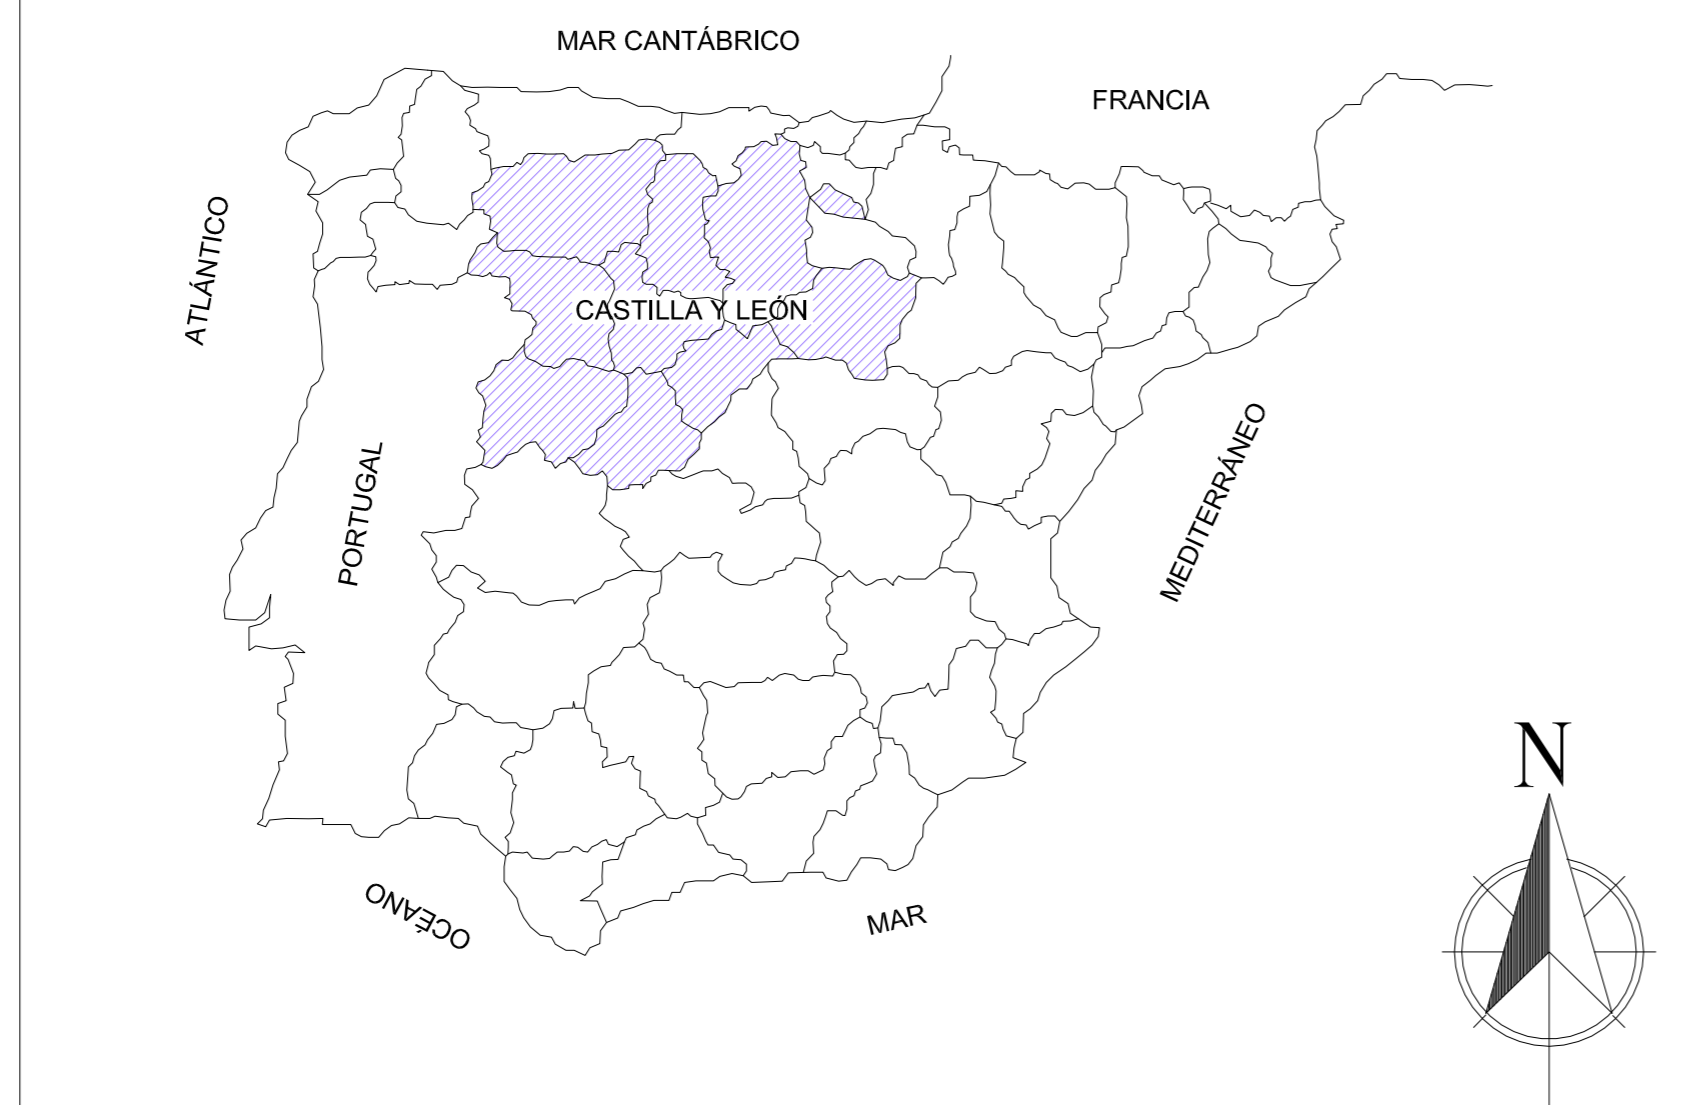 MAR CANTÁBRICO
FRANCIA
ATLÁNTICO
CASTILLA Y LEÓN
PORTUGAL
MEDITERRÁNEO
N
OCÉANO
MAR